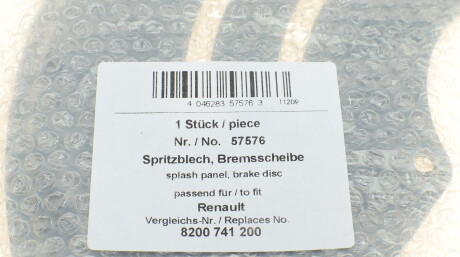 4 046283 57576 3 11209
1 Stück / piece
Nr. / No. 57576
Spritzblech, Bremsscheibe
splash panel, brake disc
passend für / to fit
Renault
Vergleichs-Nr. / Replaces No.
8200 741 200